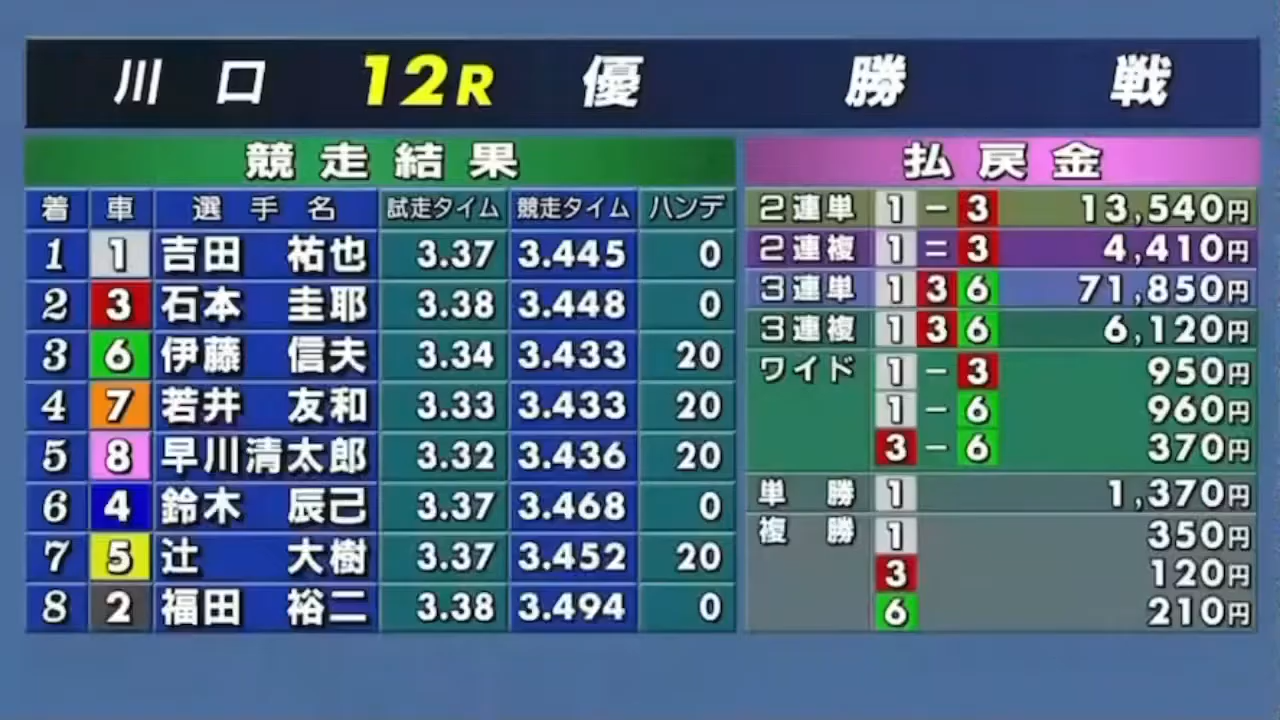 川口 12R 優勝戦
競走結果
着 車 選手名 試走タイム 競走タイム ハンデ
1 1 吉田 祐也 3.37 3.445 0
2 3 石本 圭耶 3.38 3.448 0
3 6 伊藤 信夫 3.34 3.433 20
4 7 若井 友和 3.33 3.433 20
5 8 早川清太郎 3.32 3.436 20
6 4 鈴木 辰己 3.37 3.468 0
7 5 辻 大樹 3.37 3.452 20
8 2 福田 裕二 3.38 3.494 0
払戻金
2連単 1-3 13,540円
2連複 1=3 4,410円
3連単 1 3 6 71,850円
3連複 1 3 6 6,120円
ワイド 1-3 950円
1-6 960円
3-6 370円
単勝 1 1,370円
複勝 1 350円
3 120円
6 210円